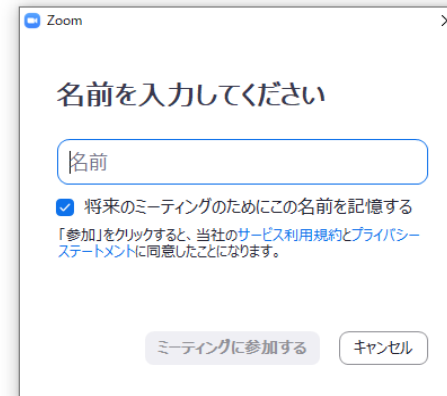 Zoom
名前を入力してください
名前
将来のミーティングのためにこの名前を記憶する
「参加」をクリックすると、当社のサービス利用規約とプライバシー
ステートメントに同意したことになります。
ミーティングに参加する
キャンセル